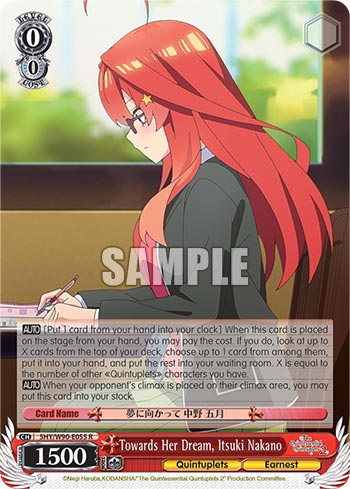 LEVEL
0
0
COST
SAMPLE
AUTO [Put 1 card from your hand into your clock] When this card is placed
on the stage from your hand, you may pay the cost. If you do, look at up to
X cards from the top of your deck, choose up to 1 card from among them,
put it into your hand, and put the rest into your waiting room. X is equal to
the number of other «Quintuplets» characters you have.
AUTO When your opponent's climax is placed on their climax area, you may
put this card into your stock.
Card Name 夢に向かって 中野 五月
CH 5HY/W90-E055 R
1500
Towards Her Dream, Itsuki Nakano
Quintuplets Earnest
©Negi Haruba,KODANSHA/"The Quintessential Quintuplets 2" Production Committee.